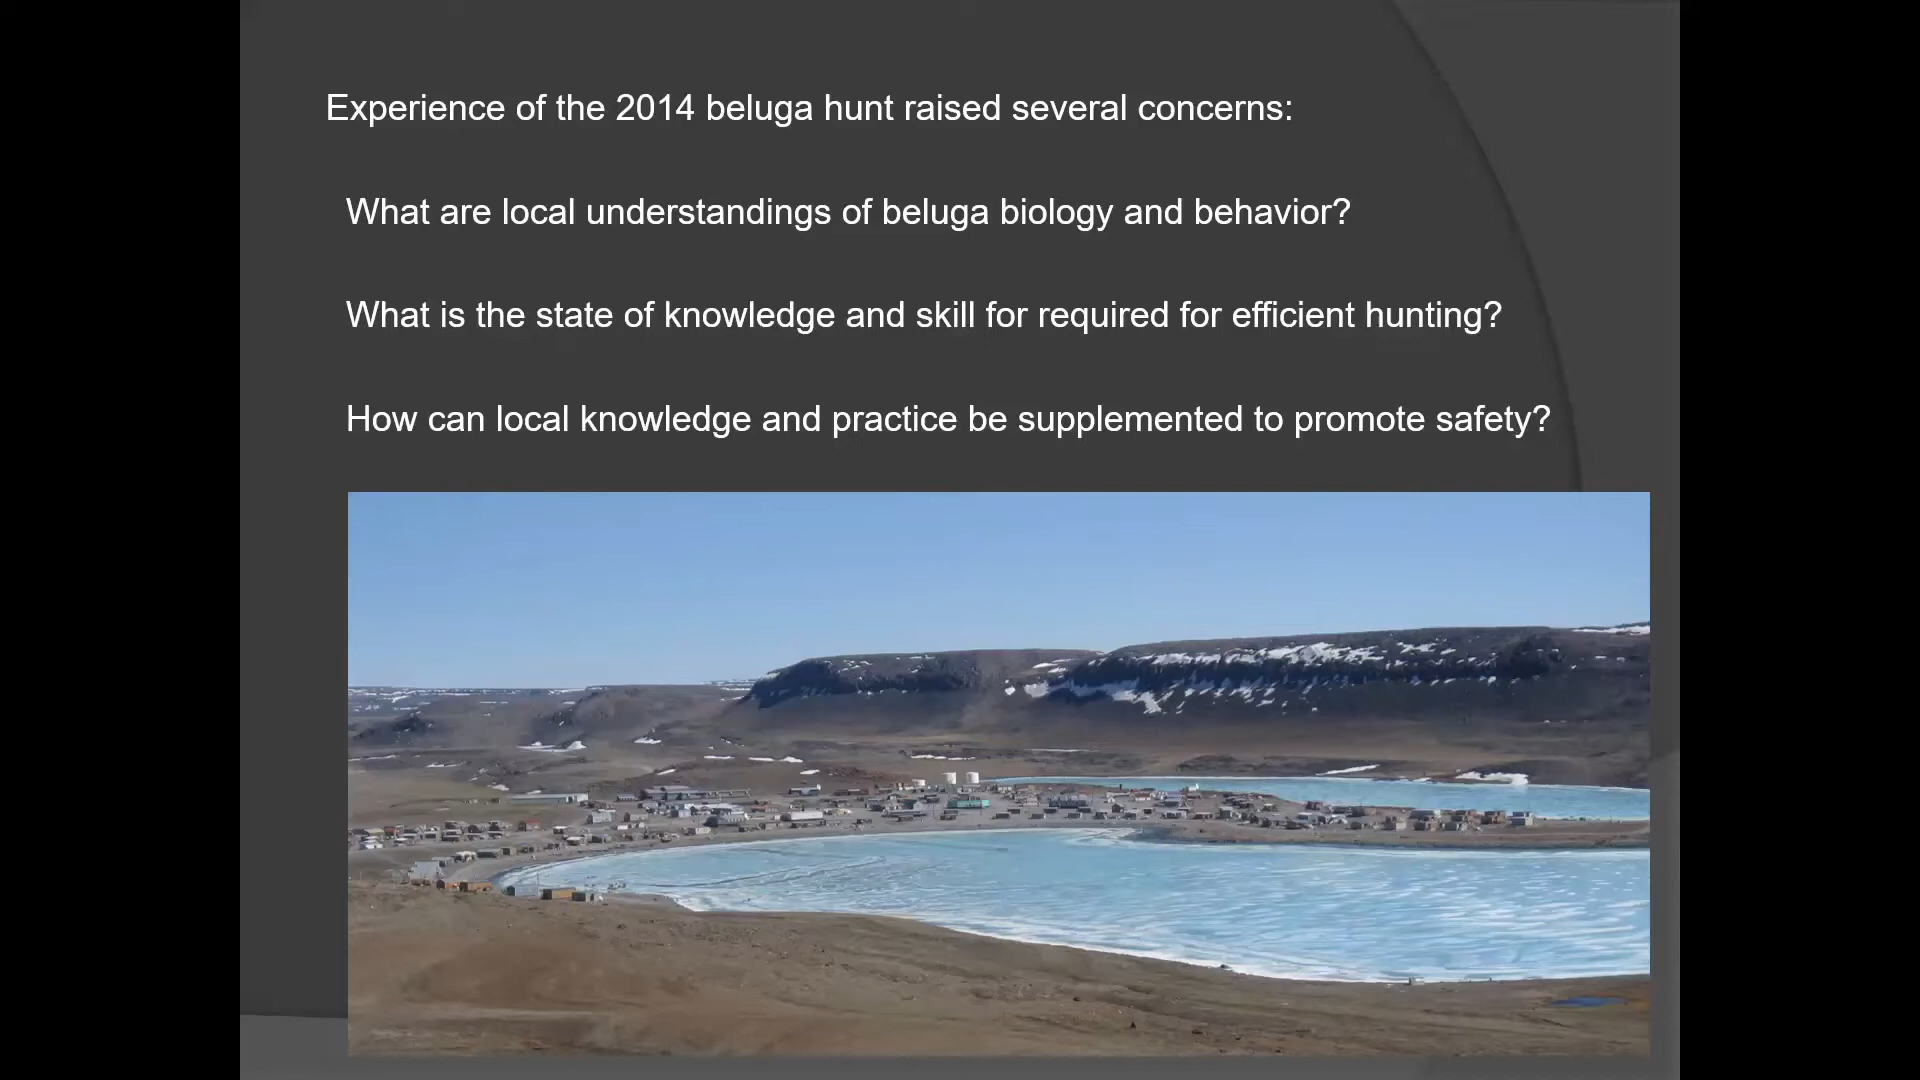 Experience of the 2014 beluga hunt raised several concerns:
What are local understandings of beluga biology and behavior?
What is the state of knowledge and skill for required for efficient hunting?
How can local knowledge and practice be supplemented to promote safety?